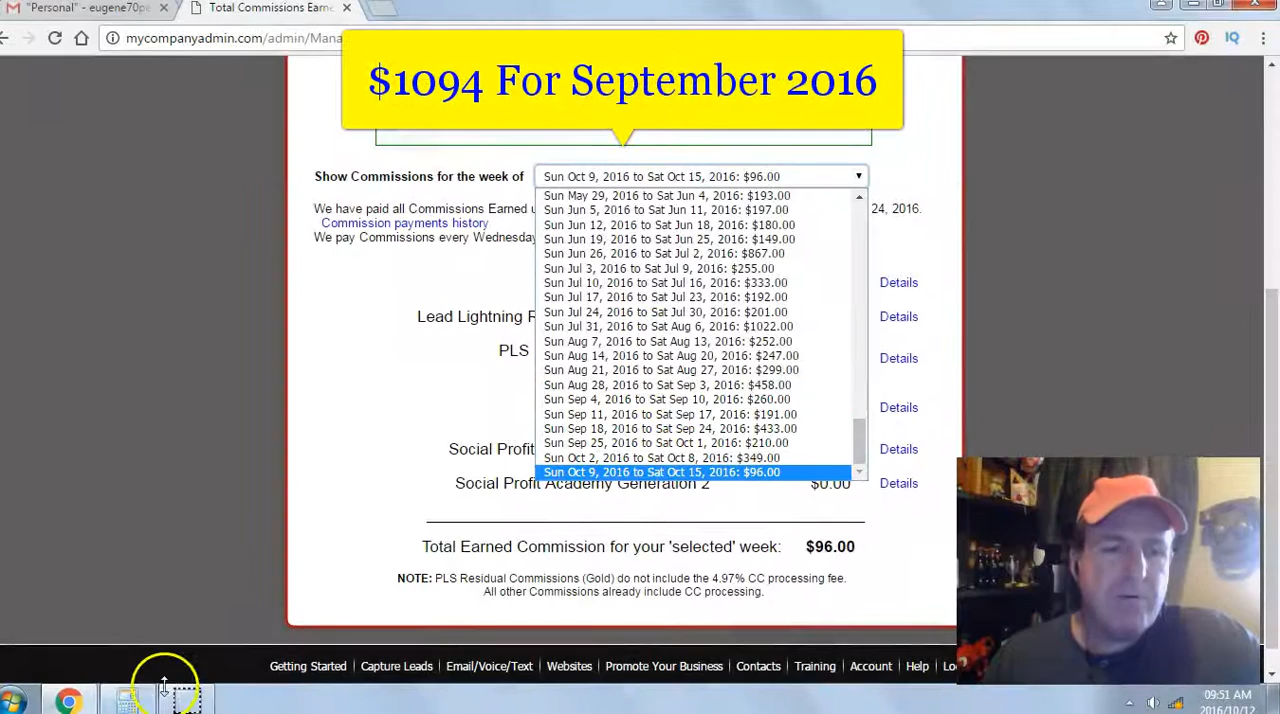 "Personal" - eugene70pe
Total Commissions Earn
mycompanyadmin.com/admin/Mana
$1094 For September 2016
Show Commissions for the week of
Sun Oct 9, 2016 to Sat Oct 15, 2016: $96.00
We have paid all Commissions Earned u
24, 2016.
Commission payments history
We pay Commissions every Wednesday
Sun May 29, 2016 to Sat Jun 4, 2016: $193.00
Sun Jun 5, 2016 to Sat Jun 11, 2016: $197.00
Sun Jun 12, 2016 to Sat Jun 18, 2016: $180.00
Sun Jun 19, 2016 to Sat Jun 25, 2016: $149.00
Sun Jun 26, 2016 to Sat Jul 2, 2016: $867.00
Sun Jul 3, 2016 to Sat Jul 9, 2016: $255.00
Sun Jul 10, 2016 to Sat Jul 16, 2016: $333.00
Sun Jul 17, 2016 to Sat Jul 23, 2016: $192.00
Sun Jul 24, 2016 to Sat Jul 30, 2016: $201.00
Sun Jul 31, 2016 to Sat Aug 6, 2016: $1022.00
Sun Aug 7, 2016 to Sat Aug 13, 2016: $252.00
Sun Aug 14, 2016 to Sat Aug 20, 2016: $247.00
Sun Aug 21, 2016 to Sat Aug 27, 2016: $299.00
Sun Aug 28, 2016 to Sat Sep 3, 2016: $458.00
Sun Sep 4, 2016 to Sat Sep 10, 2016: $260.00
Sun Sep 11, 2016 to Sat Sep 17, 2016: $191.00
Sun Sep 18, 2016 to Sat Sep 24, 2016: $433.00
Sun Sep 25, 2016 to Sat Oct 1, 2016: $210.00
Sun Oct 2, 2016 to Sat Oct 8, 2016: $349.00
Sun Oct 9, 2016 to Sat Oct 15, 2016: $96.00
Details
Lead Lightning R
Details
PLS
Details
Details
Social Profit
Details
Social Profit Academy Generation 2 $0.00 Details
Total Earned Commission for your 'selected' week: $96.00
NOTE: PLS Residual Commissions (Gold) do not include the 4.97% CC processing fee.
All other Commissions already include CC processing.
Getting Started | Capture Leads | Email/Voice/Text | Websites | Promote Your Business | Contacts | Training | Account | Help | Lo
09:51 AM
2016/10/12